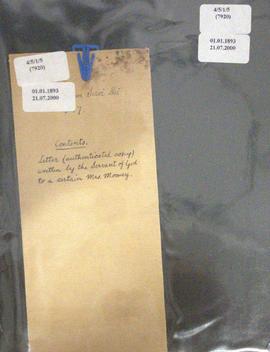 4/5/1/5
(7920)
01.01.1893
21.07.2000
4/5/1/5
(7920)
01.01.1893
21.07.2000
Contents.
Letter (authenticated copy)
written by the Servant of God
to a certain Mrs. Mooney.